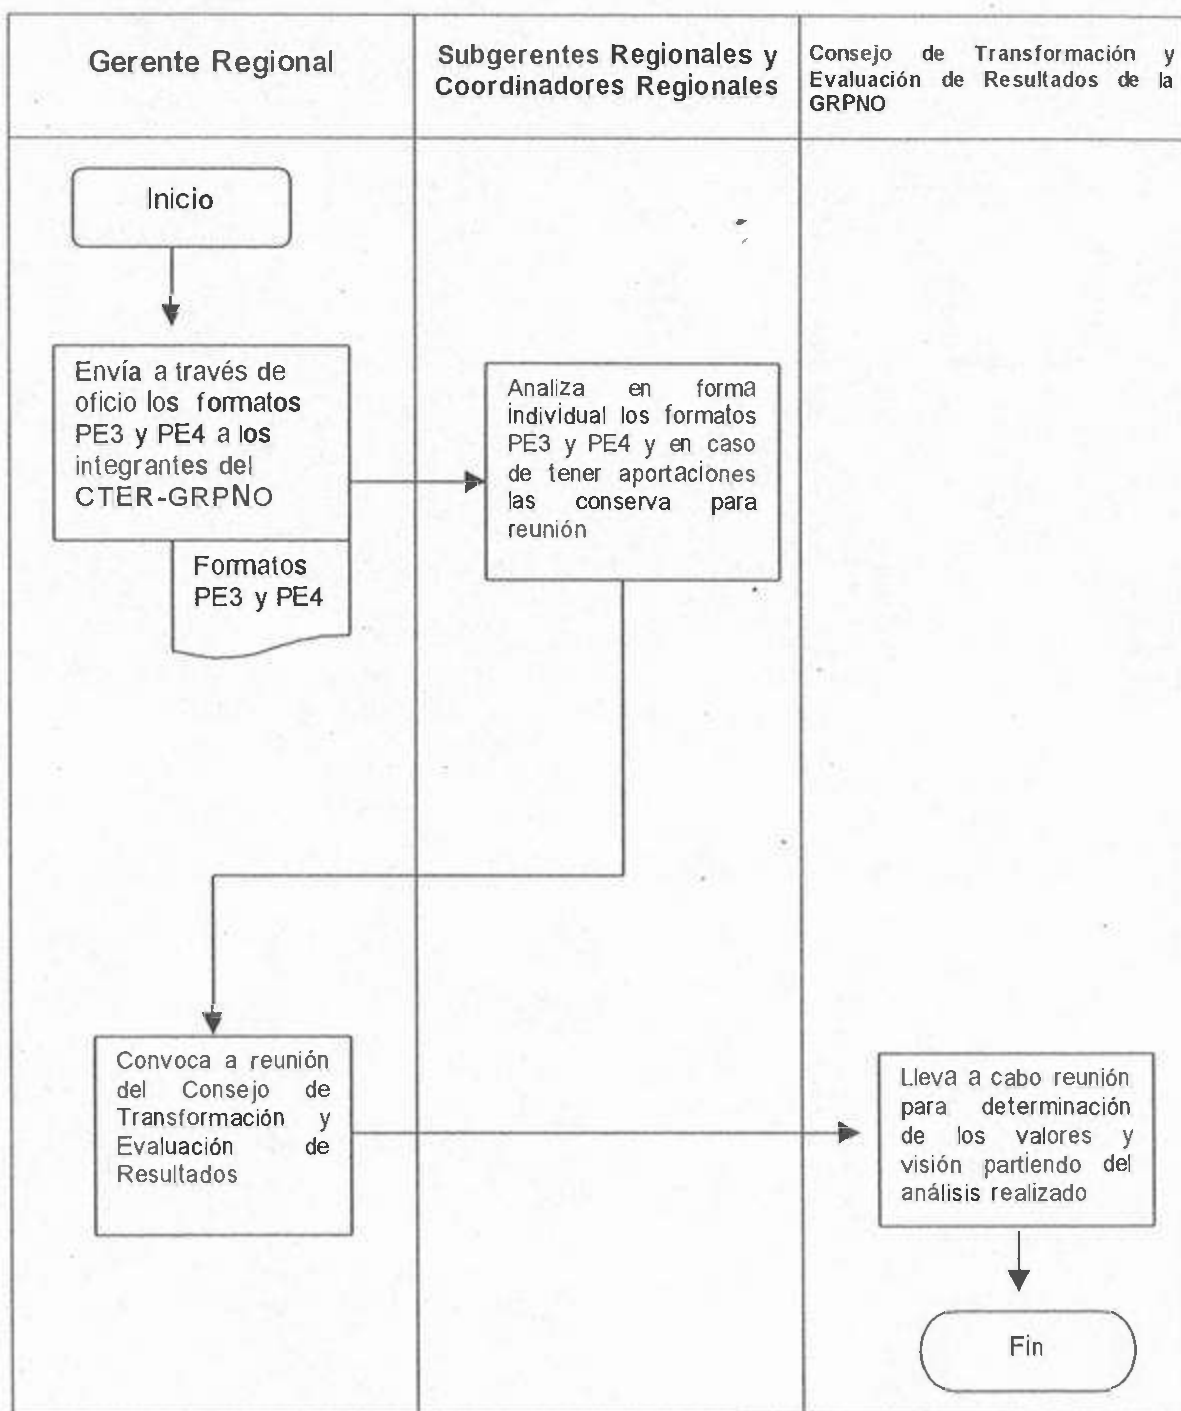 Gerente Regional
Subgerentes Regionales y
Coordinadores Regionales
Consejo de Transformación y
Evaluación de Resultados de la
GRPNO
Inicio
Envía a través de
oficio los formatos
PE3 y PE4 a los
integrantes del
CTER-GRPNO
Formatos
PE3 y PE4
Analiza en forma
individual los formatos
PE3 y PE4 y en caso
de tener aportaciones
las conserva para
reunión
Convoca a reunión
del Consejo de
Transformación y
Evaluación de
Resultados
Lleva a cabo reunión
para determinación
de los valores y
visión partiendo del
análisis realizado
Fin